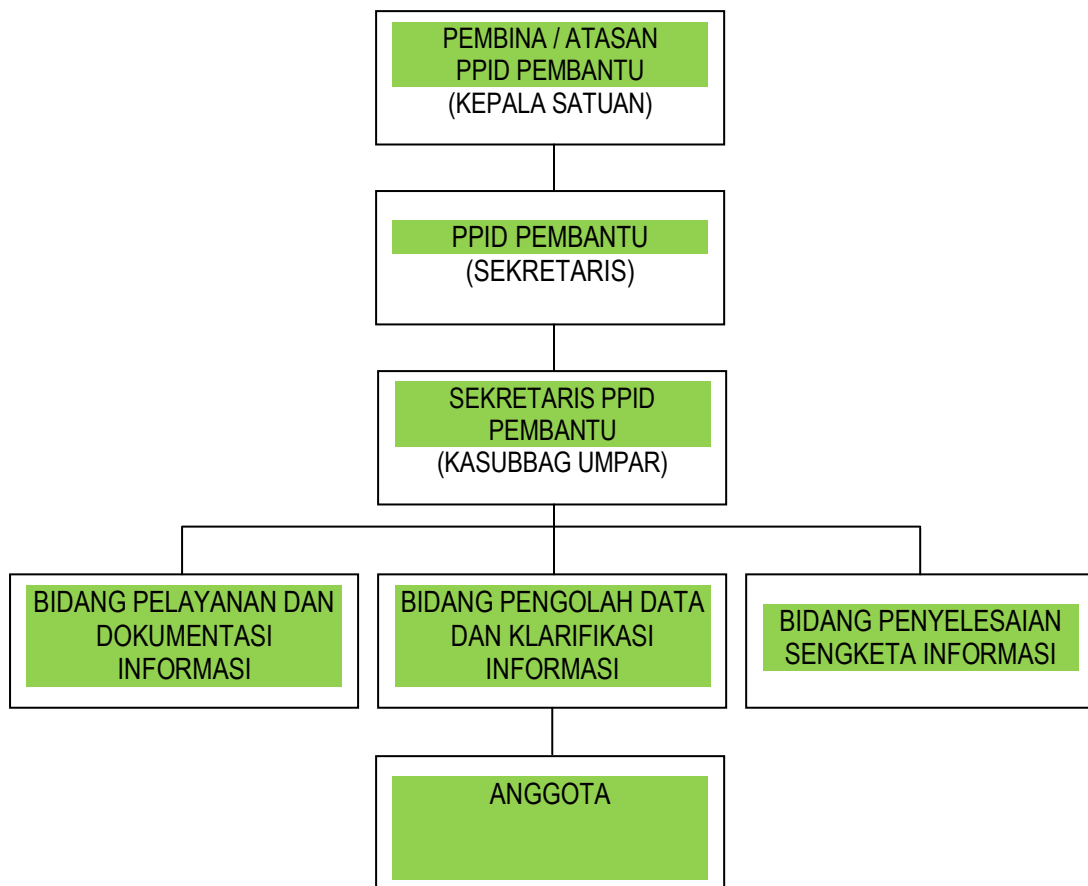 PEMBINA / ATASAN
PPID PEMBANTU
(KEPALA SATUAN)
PPID PEMBANTU
(SEKRETARIS)
SEKRETARIS PPID
PEMBANTU
(KASUBBAG UMPAR)
BIDANG PELAYANAN DAN
DOKUMENTASI
INFORMASI
BIDANG PENGOLAH DATA
DAN KLARIFIKASI
INFORMASI
BIDANG PENYELESAIAN
SENGKETA INFORMASI
ANGGOTA